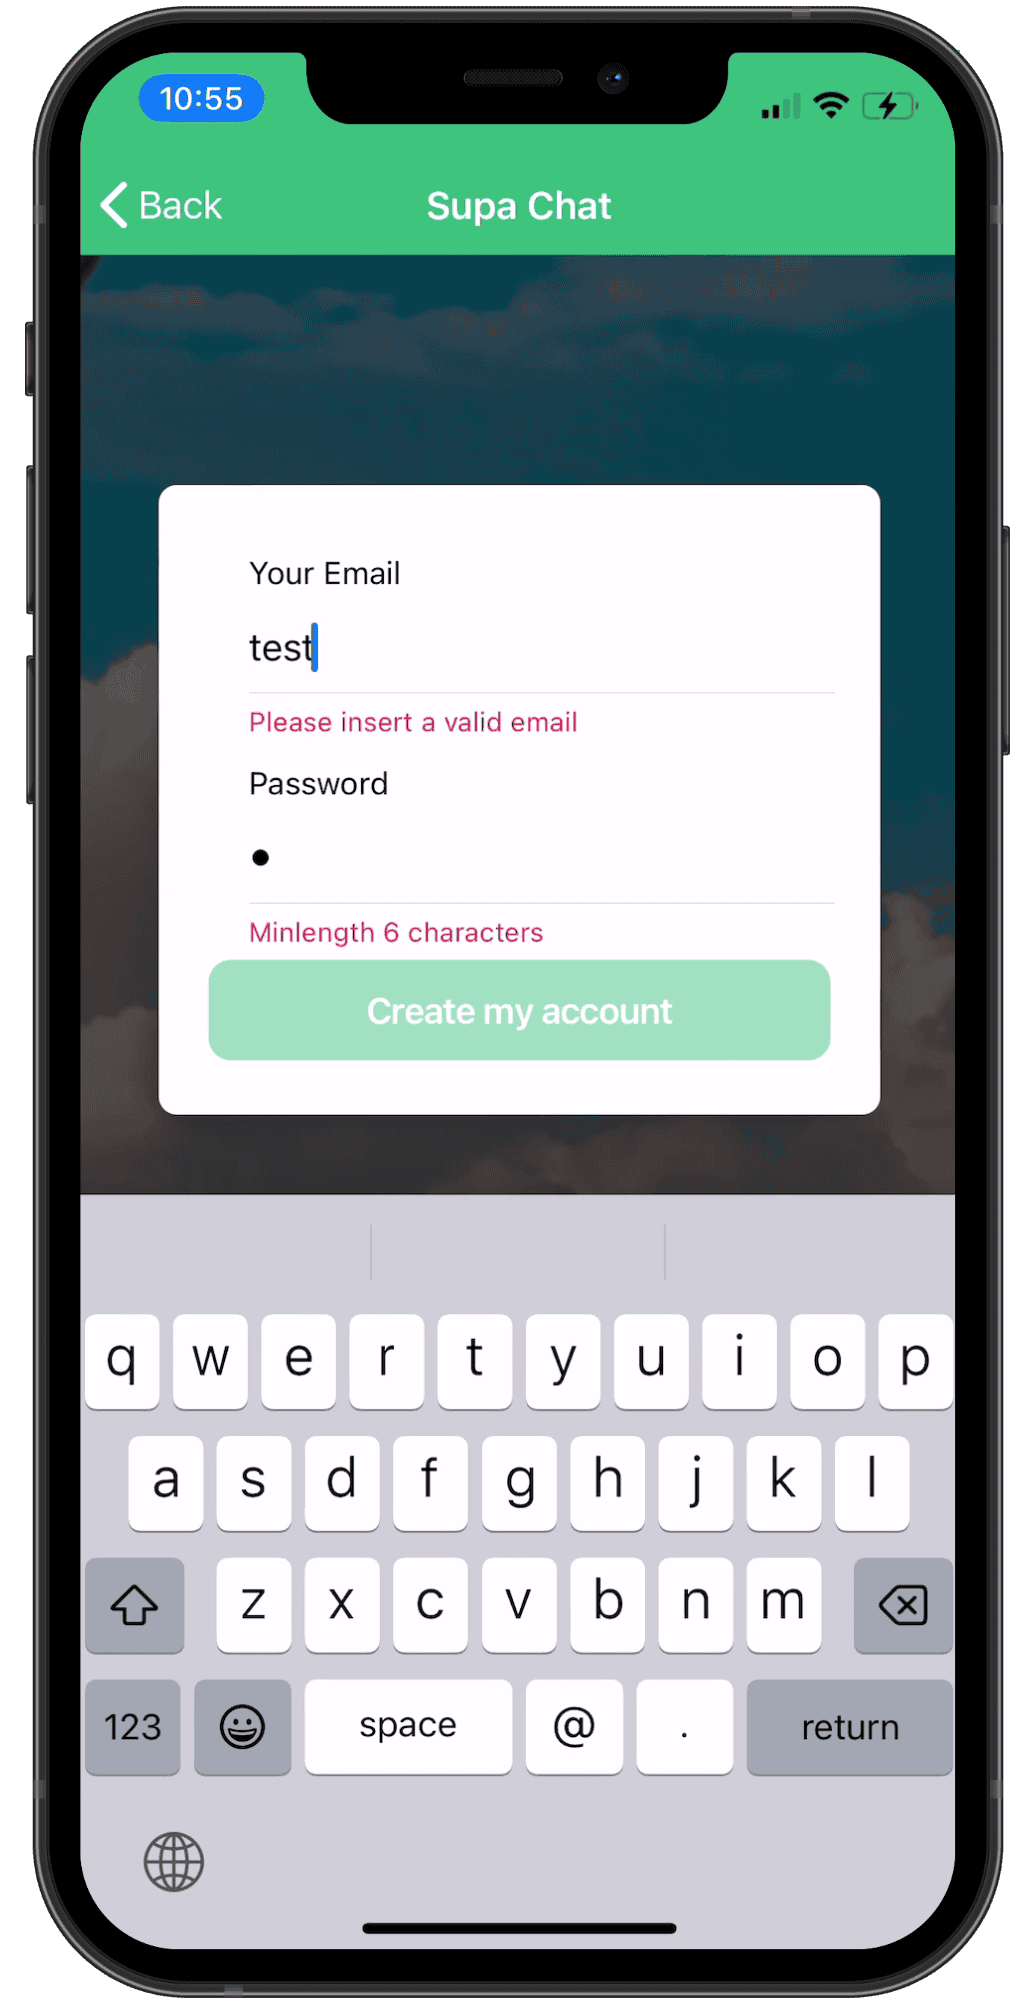 10:55
Back
Supa Chat
Your Email
test
Please insert a valid email
Password
Minlength 6 characters
Create my account
q w e r t y u i o p
a s d f g h j k l
z x c v b n m
123 space @ . return